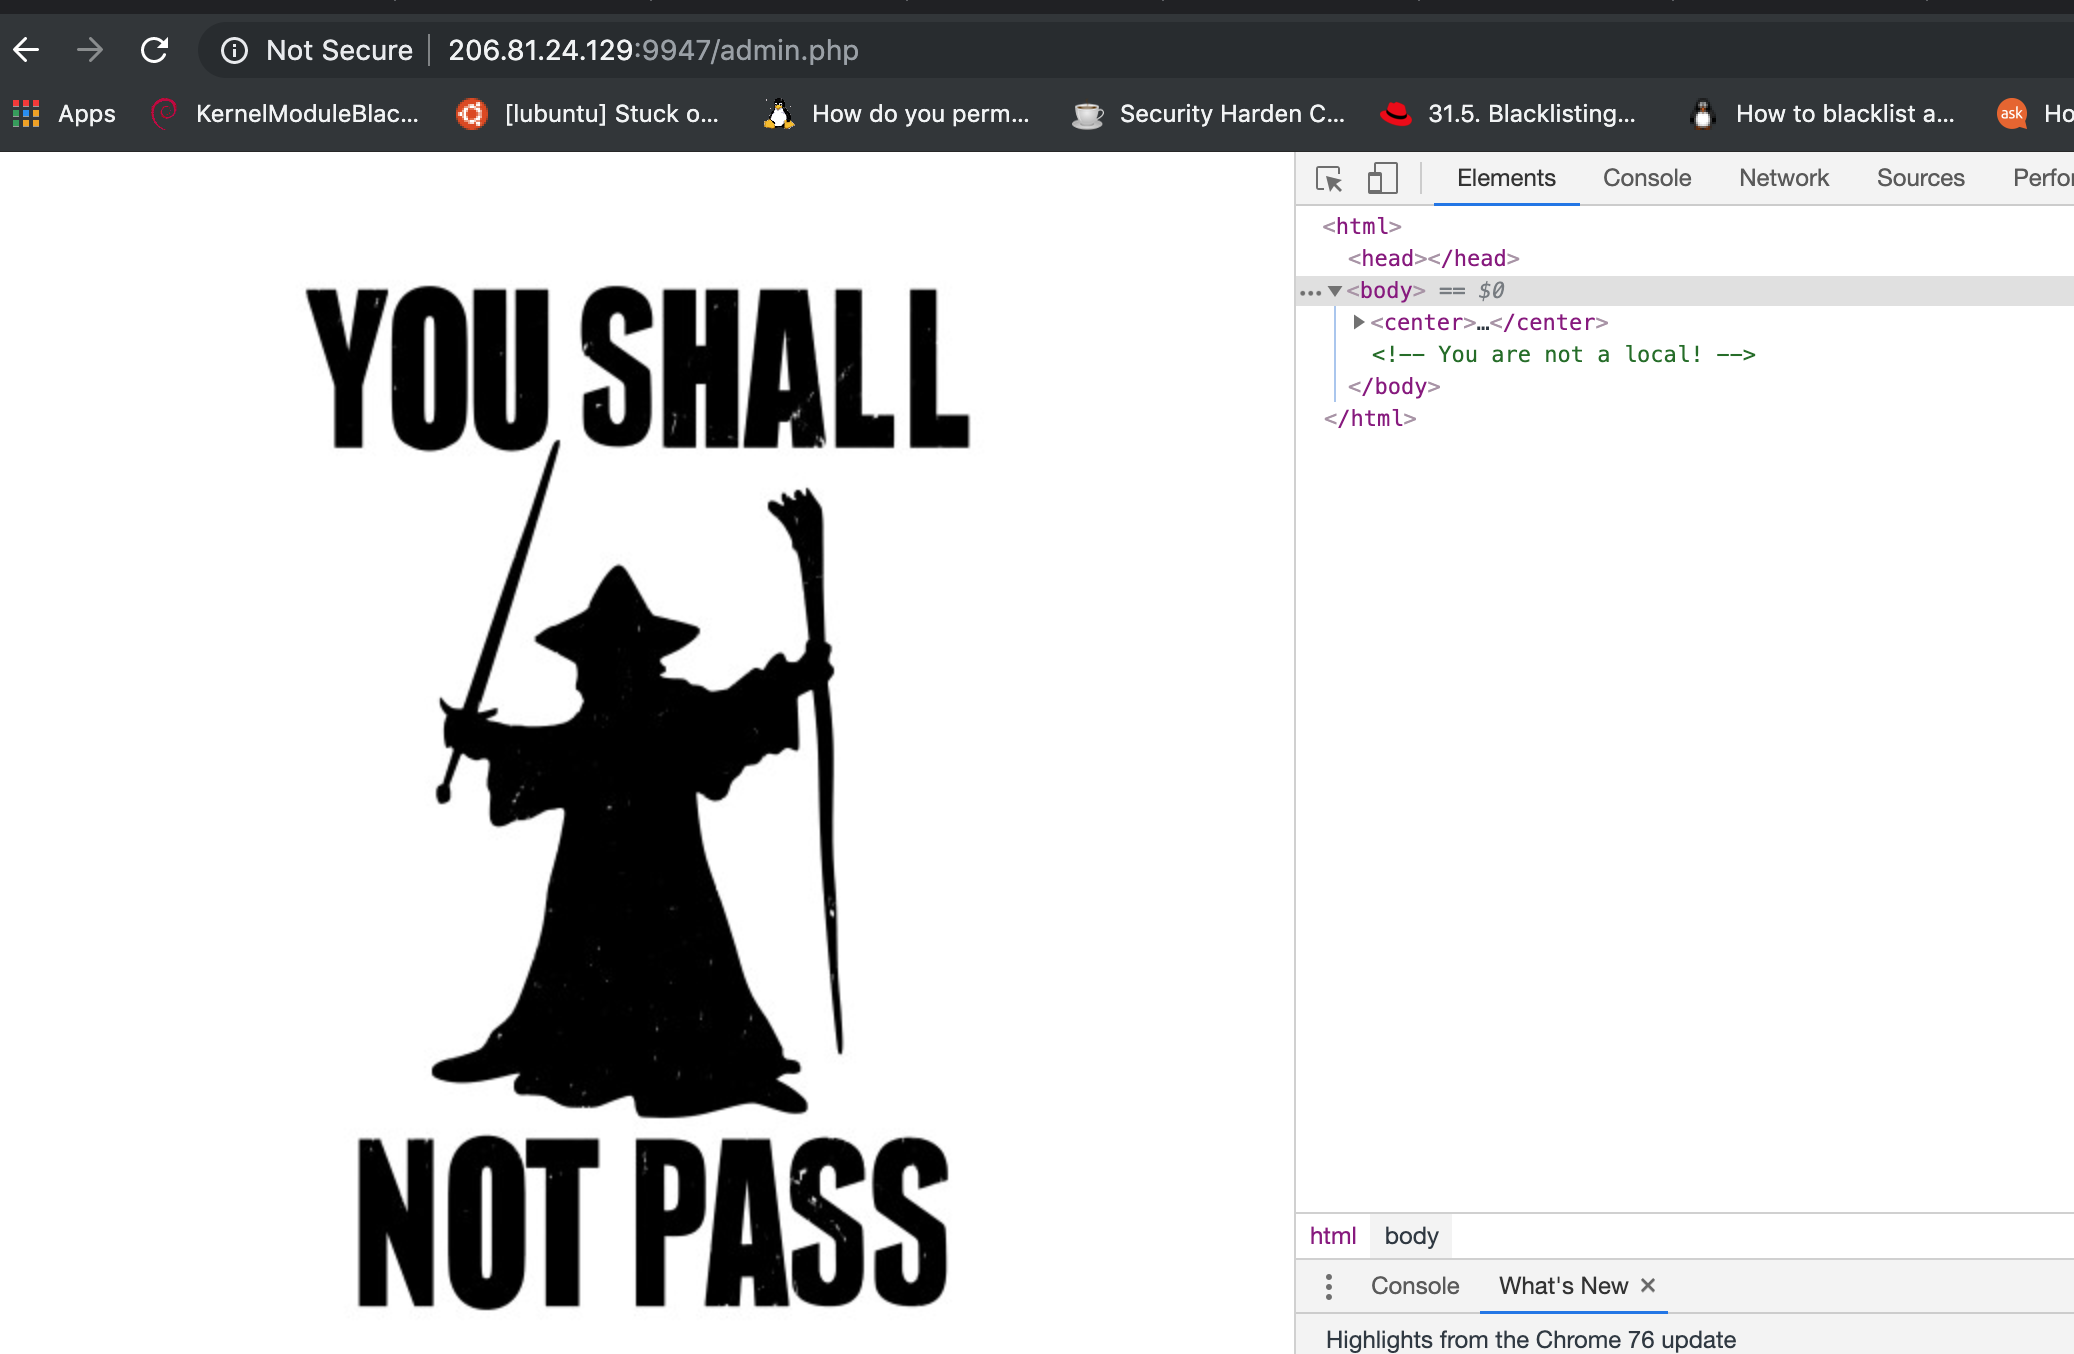 Not Secure 206.81.24.129:9947/admin.php
Apps KernelModuleBlac... [lubuntu] Stuck o... How do you perm... Security Harden C... 31.5. Blacklisting... How to blacklist a... ask Ho
Elements Console Network Sources Perfor
<html>
<head></head>
... <body> == $0
<center>…</center>
<!-- You are not a local! -->
</body>
</html>
YOU SHALL
NOT PASS
html body
Console What's New ×
Highlights from the Chrome 76 update